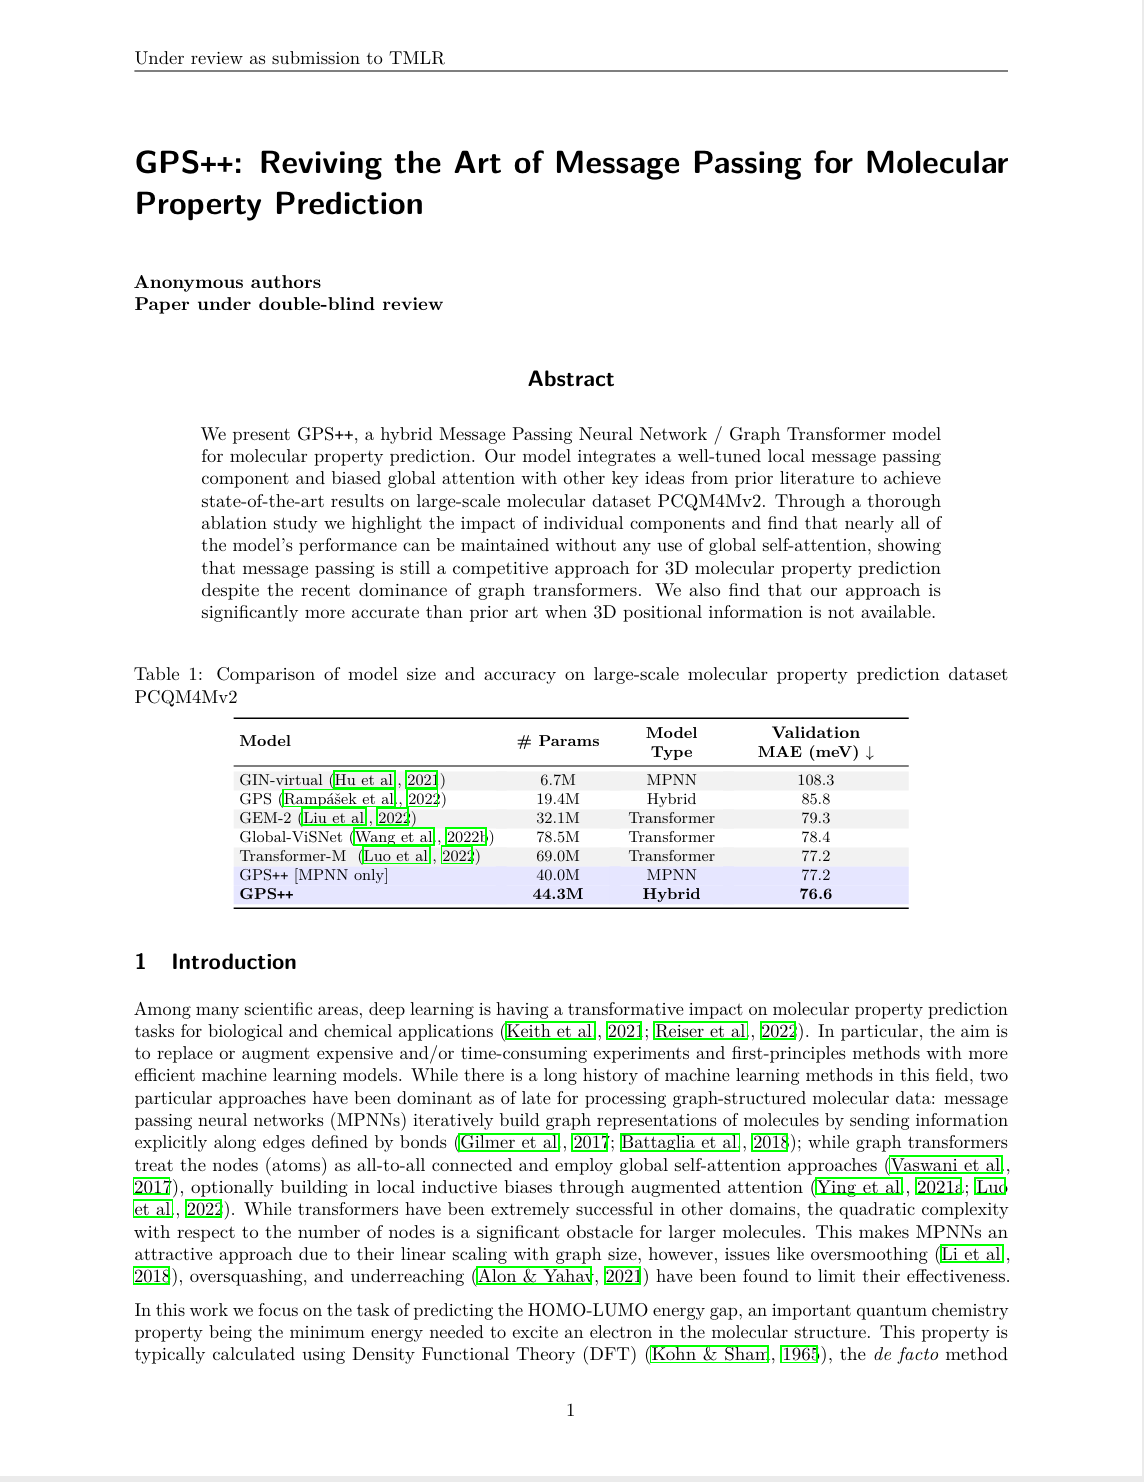 Under review as submission to TMLR
GPS++: Reviving the Art of Message Passing for Molecular
Property Prediction
Anonymous authors
Paper under double-blind review
Abstract
We present GPS++, a hybrid Message Passing Neural Network / Graph Transformer model
for molecular property prediction. Our model integrates a well-tuned local message passing
component and biased global attention with other key ideas from prior literature to achieve
state-of-the-art results on large-scale molecular dataset PCQM4Mv2. Through a thorough
ablation study we highlight the impact of individual components and find that nearly all of
the model's performance can be maintained without any use of global self-attention, showing
that message passing is still a competitive approach for 3D molecular property prediction
despite the recent dominance of graph transformers. We also find that our approach is
significantly more accurate than prior art when 3D positional information is not available.
Table 1: Comparison of model size and accuracy on large-scale molecular property prediction dataset
PCQM4Mv2
Model # Params Model Type Validation MAE (meV) ↓
GIN-virtual (Hu et al., 2021) 6.7M MPNN 108.3
GPS (Rampášek et al., 2022) 19.4M Hybrid 85.8
GEM-2 (Liu et al., 2022) 32.1M Transformer 79.3
Global-ViSNet (Wang et al., 2022b) 78.5M Transformer 78.4
Transformer-M (Luo et al., 2022) 69.0M Transformer 77.2
GPS++ [MPNN only] 40.0M MPNN 77.2
GPS++ 44.3M Hybrid 76.6
1 Introduction
Among many scientific areas, deep learning is having a transformative impact on molecular property prediction
tasks for biological and chemical applications (Keith et al., 2021; Reiser et al., 2022). In particular, the aim is
to replace or augment expensive and/or time-consuming experiments and first-principles methods with more
efficient machine learning models. While there is a long history of machine learning methods in this field, two
particular approaches have been dominant as of late for processing graph-structured molecular data: message
passing neural networks (MPNNs) iteratively build graph representations of molecules by sending information
explicitly along edges defined by bonds (Gilmer et al., 2017; Battaglia et al., 2018); while graph transformers
treat the nodes (atoms) as all-to-all connected and employ global self-attention approaches (Vaswani et al.,
2017), optionally building in local inductive biases through augmented attention (Ying et al., 2021a; Luo
et al., 2022). While transformers have been extremely successful in other domains, the quadratic complexity
with respect to the number of nodes is a significant obstacle for larger molecules. This makes MPNNs an
attractive approach due to their linear scaling with graph size, however, issues like oversmoothing (Li et al.,
2018), oversquashing, and underreaching (Alon & Yahav, 2021) have been found to limit their effectiveness.
In this work we focus on the task of predicting the HOMO-LUMO energy gap, an important quantum chemistry
property being the minimum energy needed to excite an electron in the molecular structure. This property is
typically calculated using Density Functional Theory (DFT) (Kohn & Sham, 1965), the de facto method
1